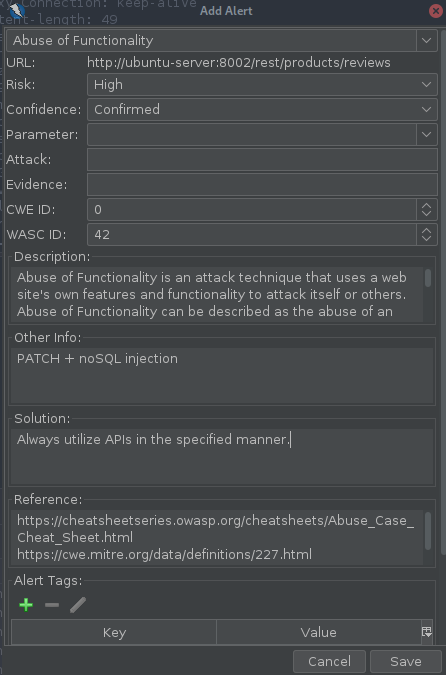 xy Connection: keep-alive
tent-length: 49
Add Alert
Abuse of Functionality
URL: http://ubuntu-server:8002/rest/products/reviews
Risk: High
Confidence: Confirmed
Parameter:
Attack:
Evidence:
CWE ID: 0
WASC ID: 42
Description:
Abuse of Functionality is an attack technique that uses a web
site's own features and functionality to attack itself or others.
Abuse of Functionality can be described as the abuse of an
Other Info:
PATCH + noSQL injection
Solution:
Always utilize APIs in the specified manner.
Reference:
https://cheatsheetseries.owasp.org/cheatsheets/Abuse_Case_
Cheat_Sheet.html
https://cwe.mitre.org/data/definitions/227.html
Alert Tags:
Key Value
Cancel Save